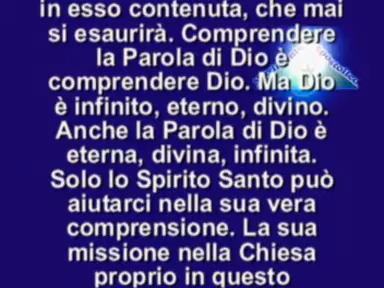 in esso contenuta, che mai
si esaurirà. Comprendere
la Parola di Dio è
comprendere Dio. Ma Dio
è infinito, eterno, divino.
Anche la Parola di Dio è
eterna, divina, infinita.
Solo lo Spirito Santo può
aiutarci nella sua vera
comprensione. La sua
missione nella Chiesa
proprio in questo